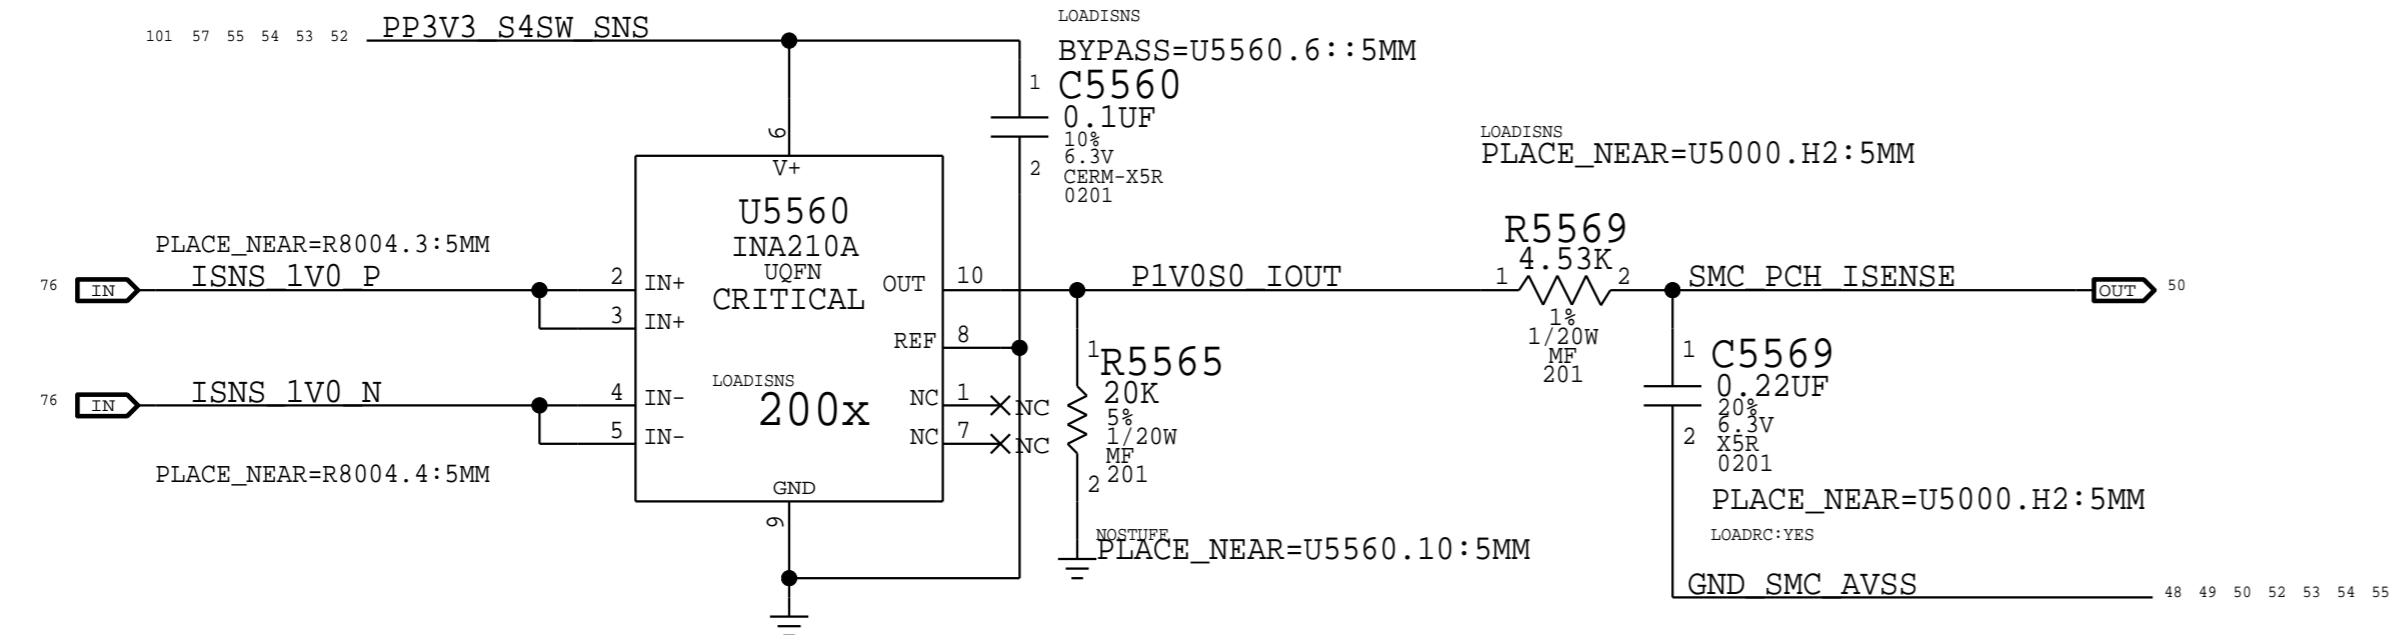 LOADISNS
101 57 55 54 53 52 PP3V3_S4SW_SNS
BYPASS=U5560.6::5MM
1 C5560
0.1UF
10%
6.3V
2 CERM-X5R
0201
6
V+
LOADISNS
PLACE_NEAR=U5000.H2:5MM
U5560
INA210A
UQFN
CRITICAL
PLACE_NEAR=R8004.3:5MM
76 IN ISNS_1V0_P 2 IN+
3 IN+
OUT 10 P1V0S0_IOUT
R5569
4.53K
1 2
1%
1/20W
MF
201
SMC_PCH_ISENSE OUT 50
REF 8
LOADISNS
200x
76 IN ISNS_1V0_N 4 IN-
5 IN-
NC 1 NC
NC 7 NC
PLACE_NEAR=R8004.4:5MM
GND
9
1 R5565
20K
5%
1/20W
MF
2 201
NOSTUFF
PLACE_NEAR=U5560.10:5MM
1 C5569
0.22UF
20%
6.3V
2 X5R
0201
PLACE_NEAR=U5000.H2:5MM
LOADRC:YES
GND_SMC_AVSS 48 49 50 52 53 54 55